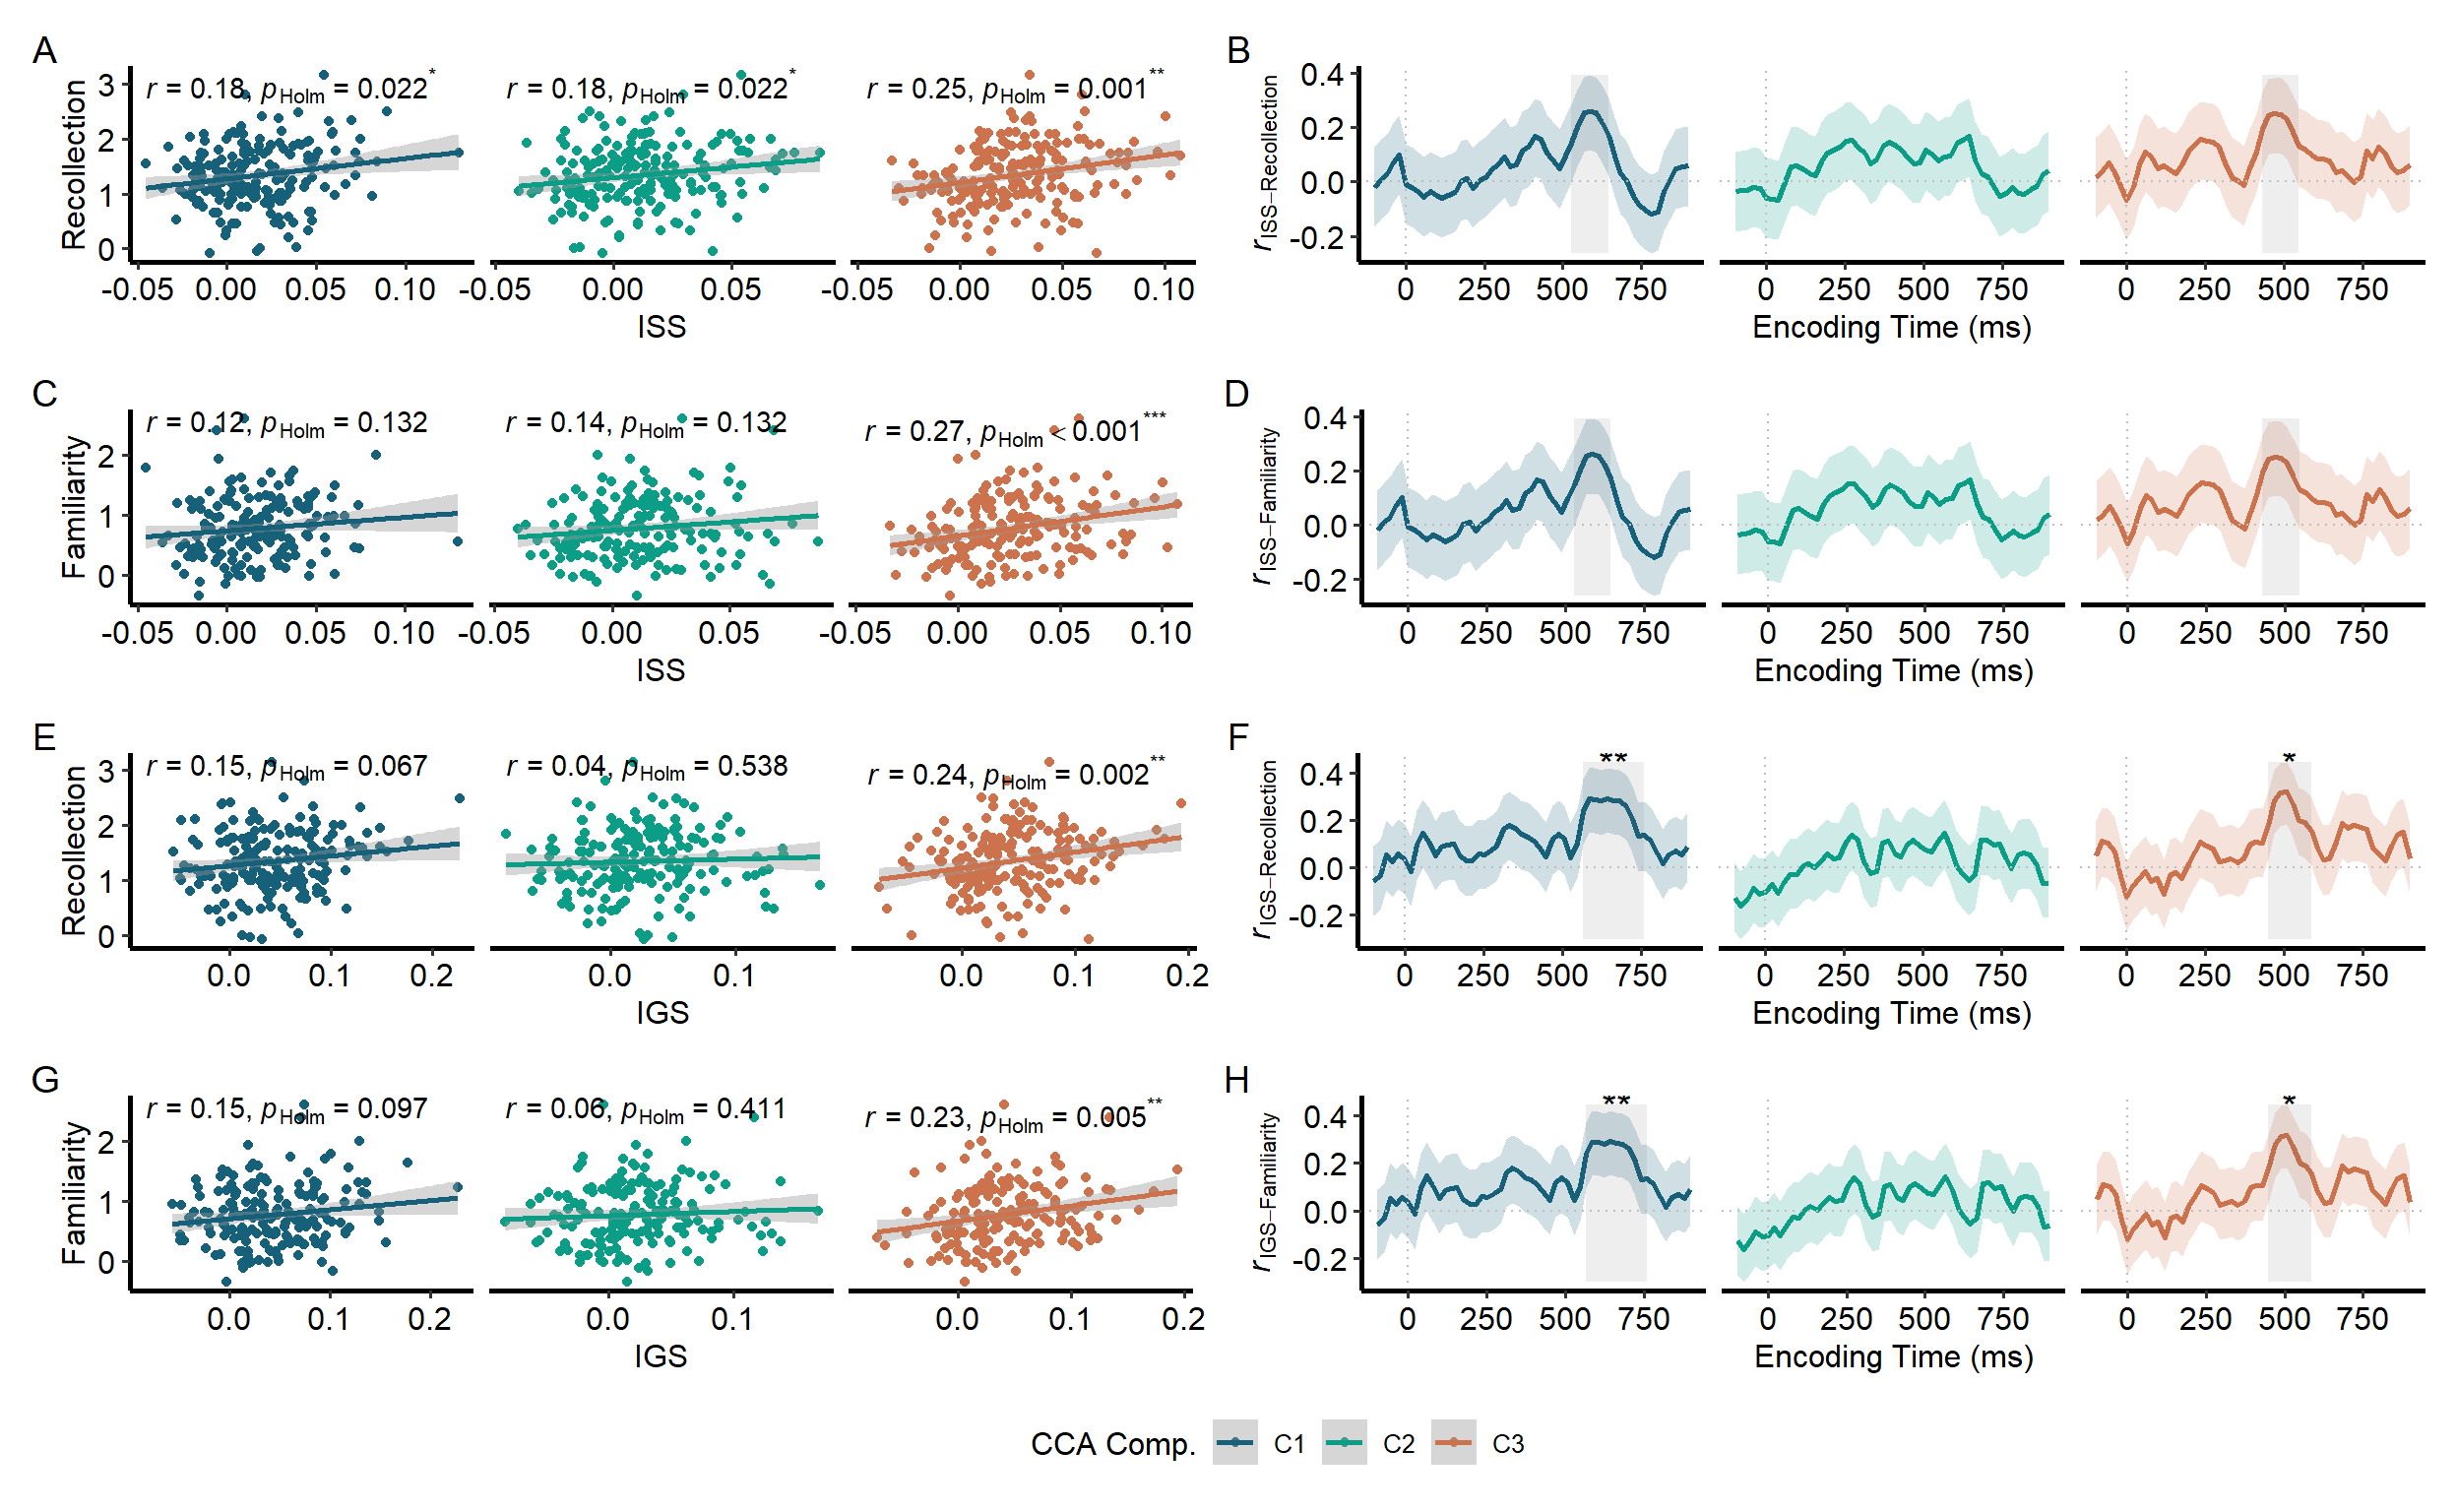 A
B
r = 0.18, pHolm = 0.022*
r = 0.18, pHolm = 0.022*
r = 0.25, pHolm = 0.001**
Recollection
3
2
1
0
-0.05 0.00 0.05 0.10
-0.05 0.00 0.05
-0.05 0.00 0.05 0.10
ISS
rISS−Recollection
0.4
0.2
0.0
-0.2
0 250 500 750
0 250 500 750
0 250 500 750
Encoding Time (ms)
C
D
r = 0.12, pHolm = 0.132
r = 0.14, pHolm = 0.132
r = 0.27, pHolm < 0.001***
Familiarity
2
1
0
-0.05 0.00 0.05 0.10
-0.05 0.00 0.05
-0.05 0.00 0.05 0.10
ISS
rISS−Familiarity
0.4
0.2
0.0
-0.2
0 250 500 750
0 250 500 750
0 250 500 750
Encoding Time (ms)
E
F
r = 0.15, pHolm = 0.067
r = 0.04, pHolm = 0.538
r = 0.24, pHolm = 0.002**
Recollection
3
2
1
0
0.0 0.1 0.2
0.0 0.1
0.0 0.1 0.2
IGS
rIGS−Recollection
**
*
0.4
0.2
0.0
-0.2
0 250 500 750
0 250 500 750
0 250 500 750
Encoding Time (ms)
G
H
r = 0.15, pHolm = 0.097
r = 0.06, pHolm = 0.411
r = 0.23, pHolm = 0.005**
Familiarity
2
1
0
0.0 0.1 0.2
0.0 0.1
0.0 0.1 0.2
IGS
rIGS−Familiarity
**
*
0.4
0.2
0.0
-0.2
0 250 500 750
0 250 500 750
0 250 500 750
Encoding Time (ms)
CCA Comp. C1 C2 C3